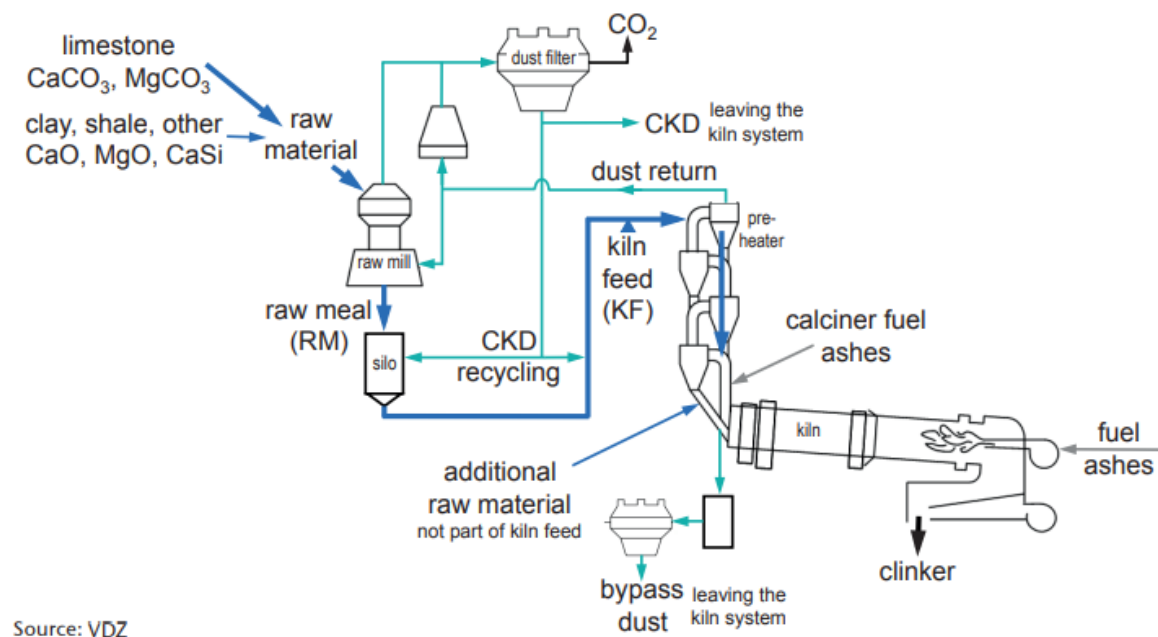 limestone
CaCO₃, MgCO₃
clay, shale, other
CaO, MgO, CaSi
raw
material
dust filter
CO₂
CKD
leaving the
kiln system
dust return
pre-
heater
kiln
feed
(KF)
raw mill
raw meal
(RM)
silo
CKD
recycling
calciner fuel
ashes
kiln
fuel
ashes
additional
raw material
not part of kiln feed
clinker
bypass
dust
leaving the
kiln system
Source: VDZ